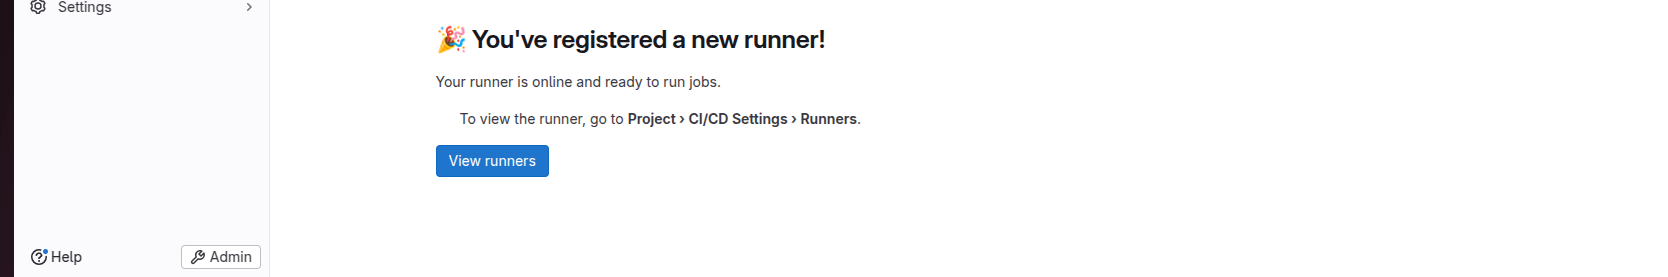 Settings
🎉 You've registered a new runner!
Your runner is online and ready to run jobs.
To view the runner, go to Project › CI/CD Settings › Runners.
View runners
Help
Admin